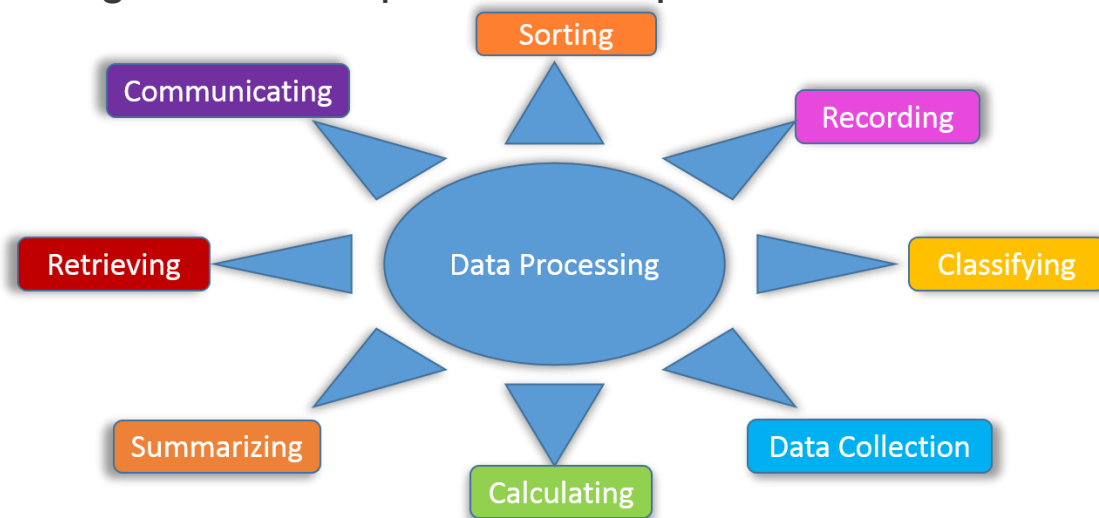 Sorting
Communicating
Recording
Retrieving
Data Processing
Classifying
Summarizing
Data Collection
Calculating